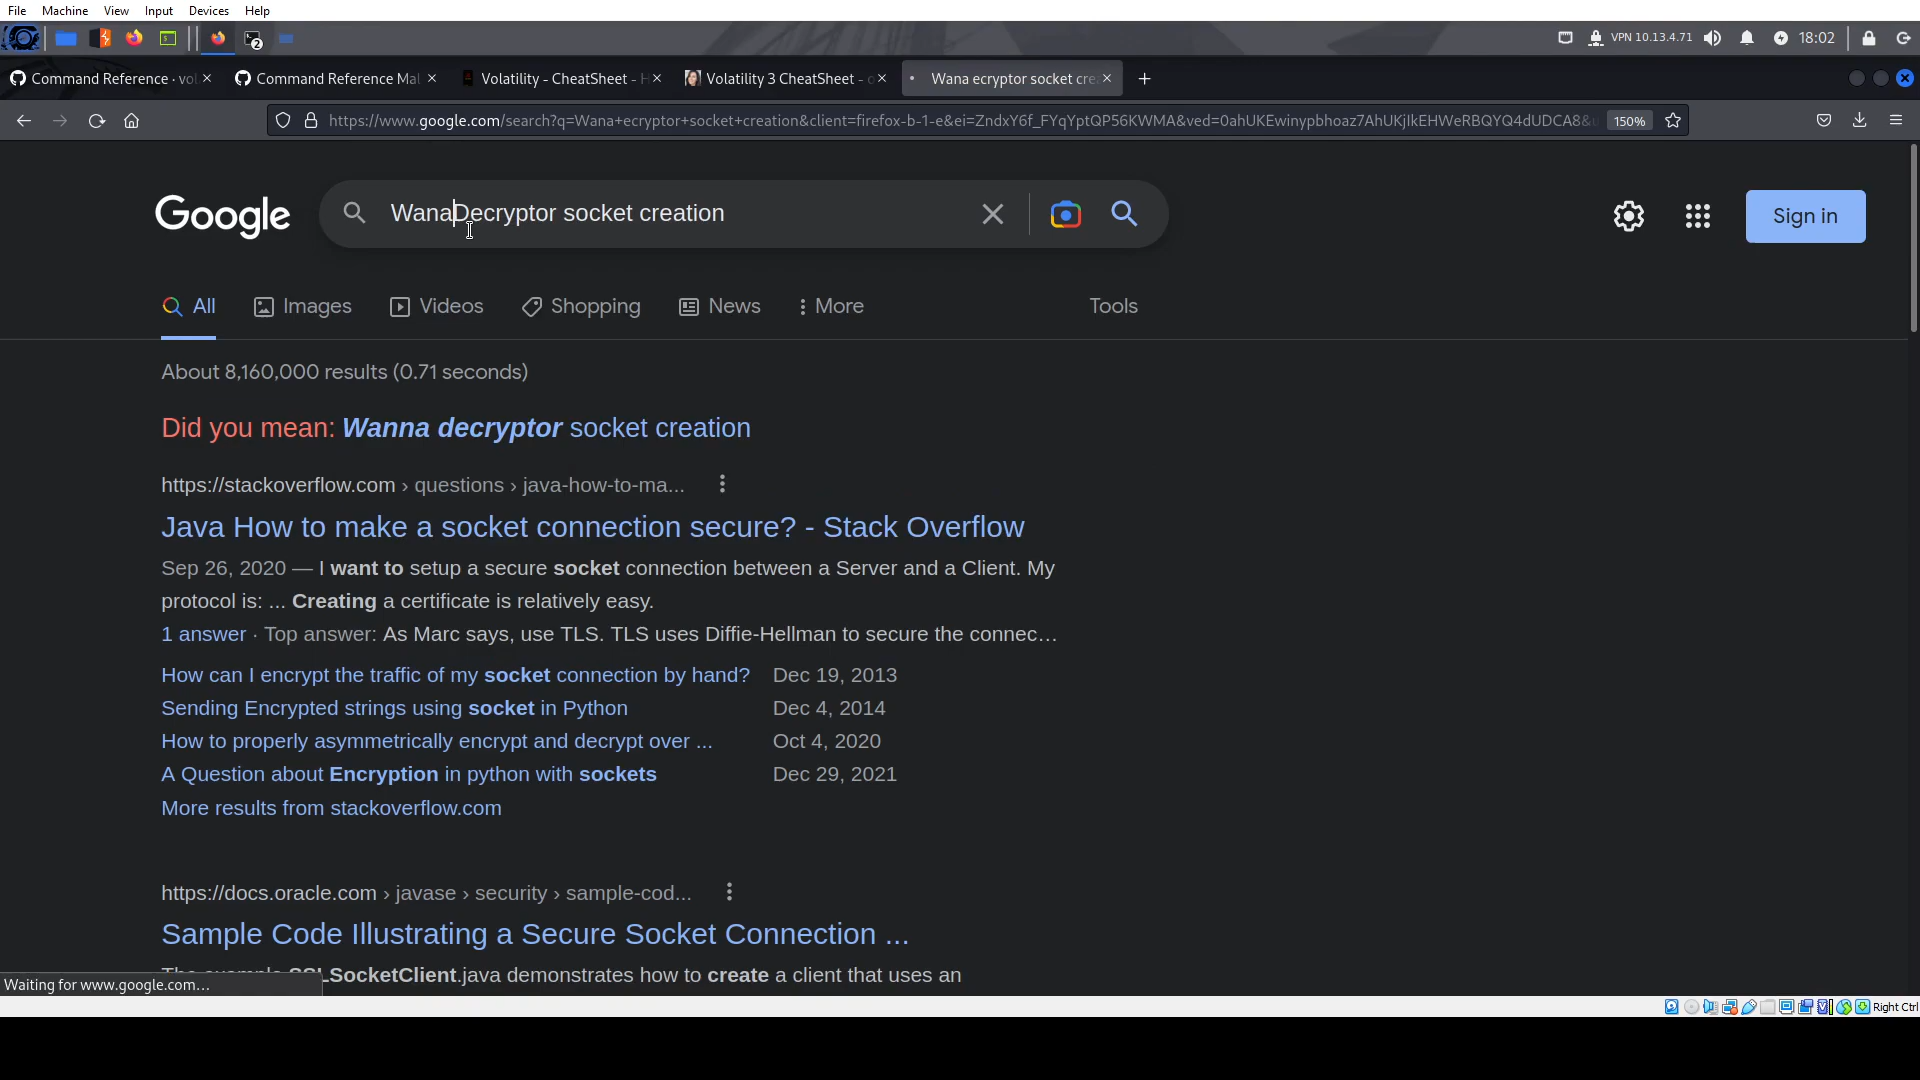 File Machine View Input Devices Help
2 VPN 10.13.4.71 18:02
Command Reference · vol Command Reference Mal Volatility - CheatSheet - H Volatility 3 CheatSheet - o Wana ecryptor socket cre
https://www.google.com/search?q=Wana+ecryptor+socket+creation&client=firefox-b-1-e&ei=ZndxY6f_FYqYptQP56KWMA&ved=0ahUKEwinypbhoaz7AhUKjIkEHWeRBQYQ4dUDCA8& 150%
Google WanaDecryptor socket creation Sign in
All Images Videos Shopping News More Tools
About 8,160,000 results (0.71 seconds)
Did you mean: Wanna decryptor socket creation
https://stackoverflow.com › questions › java-how-to-ma...
Java How to make a socket connection secure? - Stack Overflow
Sep 26, 2020 — I want to setup a secure socket connection between a Server and a Client. My
protocol is: ... Creating a certificate is relatively easy.
1 answer · Top answer: As Marc says, use TLS. TLS uses Diffie-Hellman to secure the connec...
How can I encrypt the traffic of my socket connection by hand? Dec 19, 2013
Sending Encrypted strings using socket in Python Dec 4, 2014
How to properly asymmetrically encrypt and decrypt over ... Oct 4, 2020
A Question about Encryption in python with sockets Dec 29, 2021
More results from stackoverflow.com
https://docs.oracle.com › javase › security › sample-cod...
Sample Code Illustrating a Secure Socket Connection ...
The example SSLSocketClient.java demonstrates how to create a client that uses an
Waiting for www.google.com...
Right Ctrl